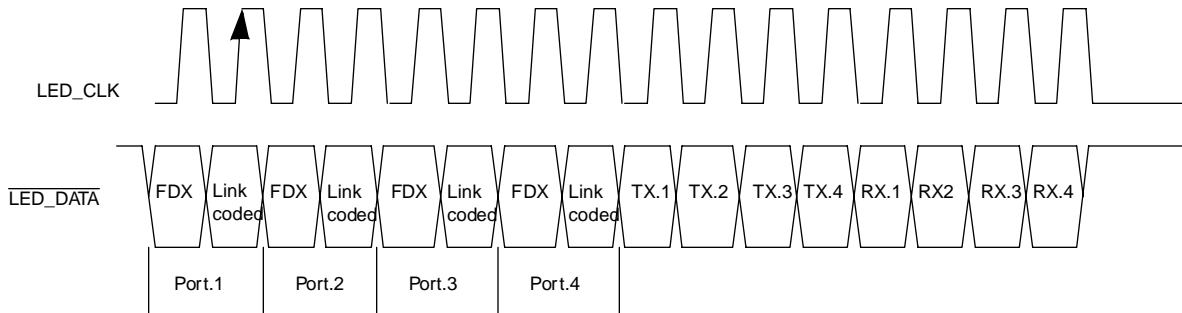 LED_CLK
LED_DATA
FDX
Link
coded
FDX
Link
coded
FDX
Link
coded
FDX
Link
coded
TX.1
TX.2
TX.3
TX.4
RX.1
RX2
RX.3
RX.4
Port.1
Port.2
Port.3
Port.4